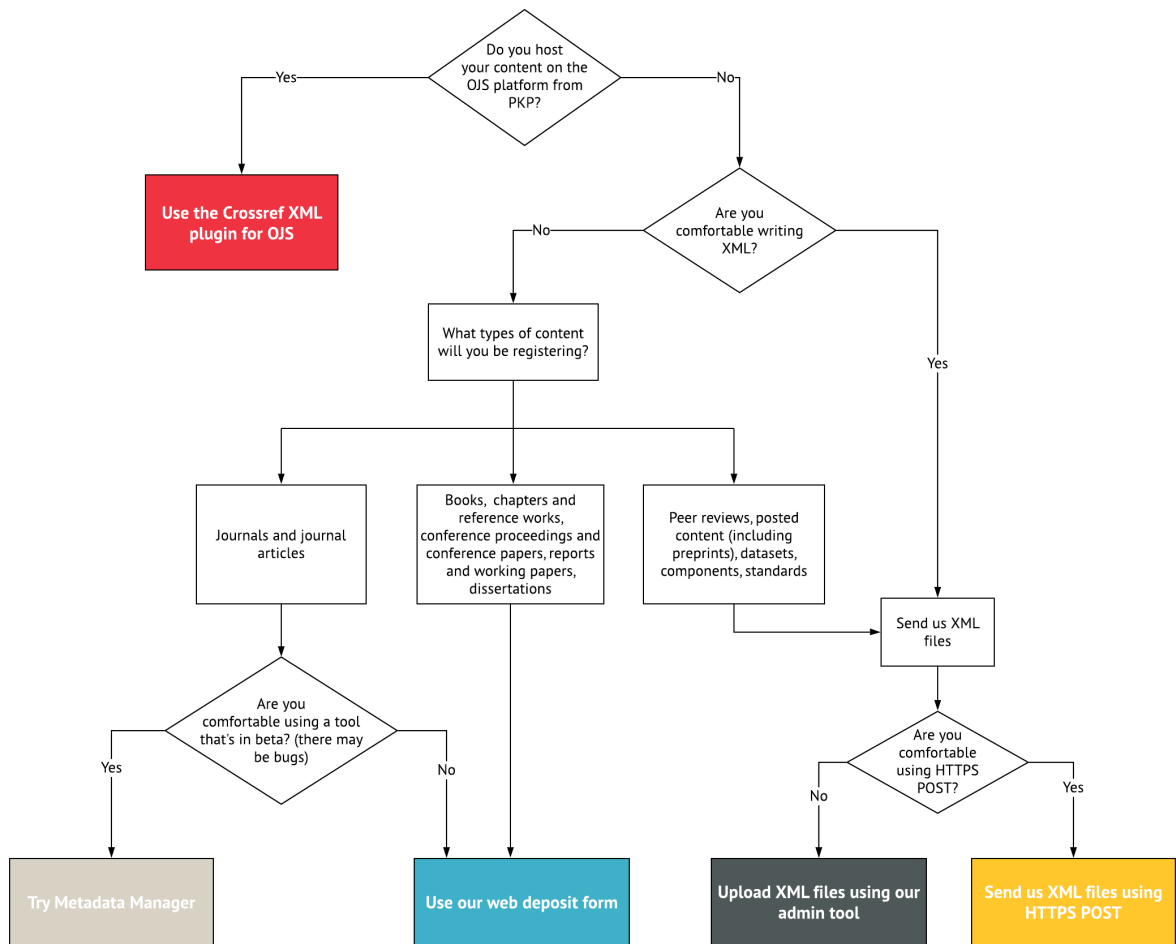 Do you host
your content on the
OJS platform from
PKP?
Yes
No
Use the Crossref XML
plugin for OJS
Are you
comfortable writing
XML?
No
Yes
What types of content
will you be registering?
Journals and journal
articles
Books, chapters and
reference works,
conference proceedings and
conference papers, reports
and working papers,
dissertations
Peer reviews, posted
content (including
preprints), datasets,
components, standards
Send us XML
files
Are you
comfortable using a tool
that's in beta? (there may
be bugs)
Yes
No
Are you
comfortable
using HTTPS
POST?
No
Yes
Try Metadata Manager
Use our web deposit form
Upload XML files using our
admin tool
Send us XML files using
HTTPS POST